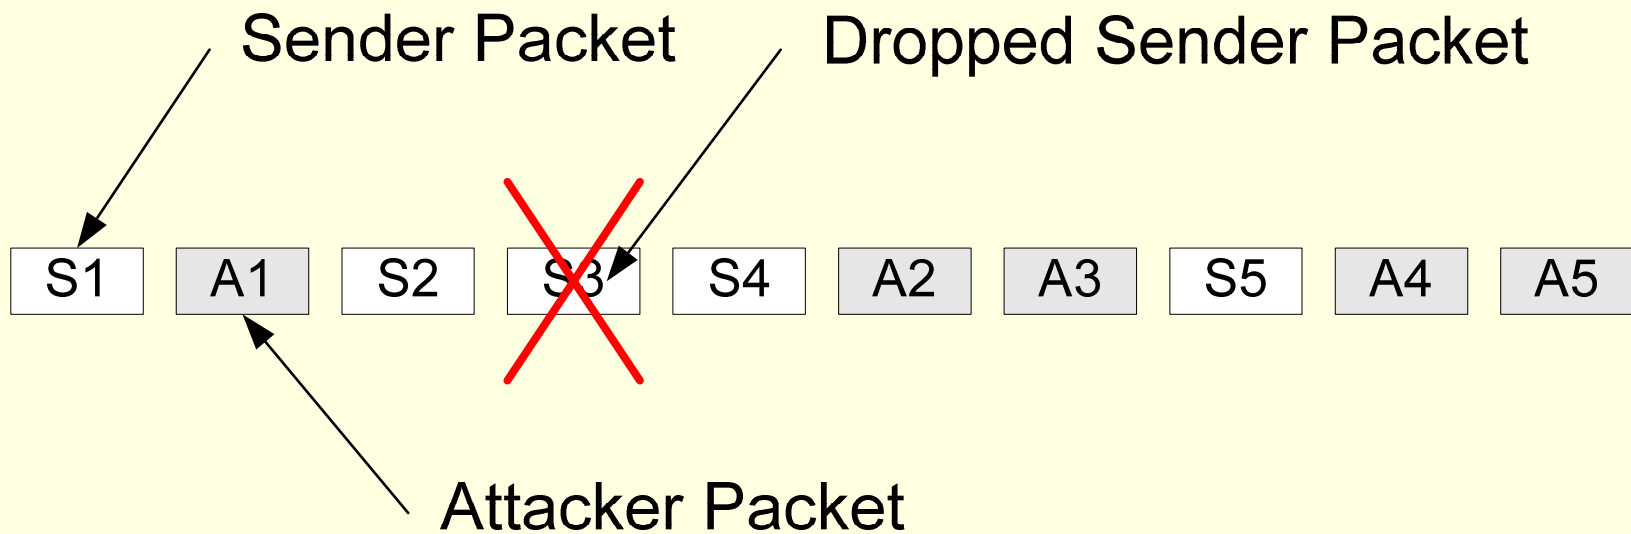 Sender Packet
Dropped Sender Packet
S1 A1 S2 S3 S4 A2 A3 S5 A4 A5
Attacker Packet